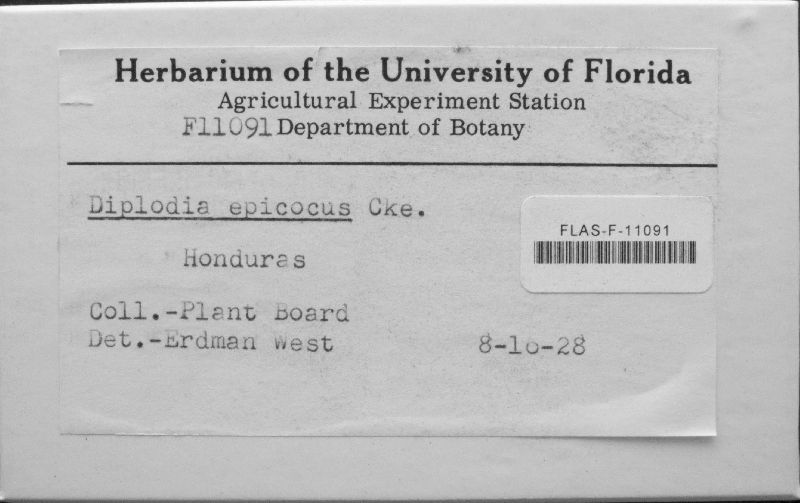 Herbarium of the University of Florida
Agricultural Experiment Station
F11091 Department of Botany
Diplodia epicocus Cke.
FLAS-F-11091
Honduras
Coll.-Plant Board
Det.-Erdman West
8-16-28